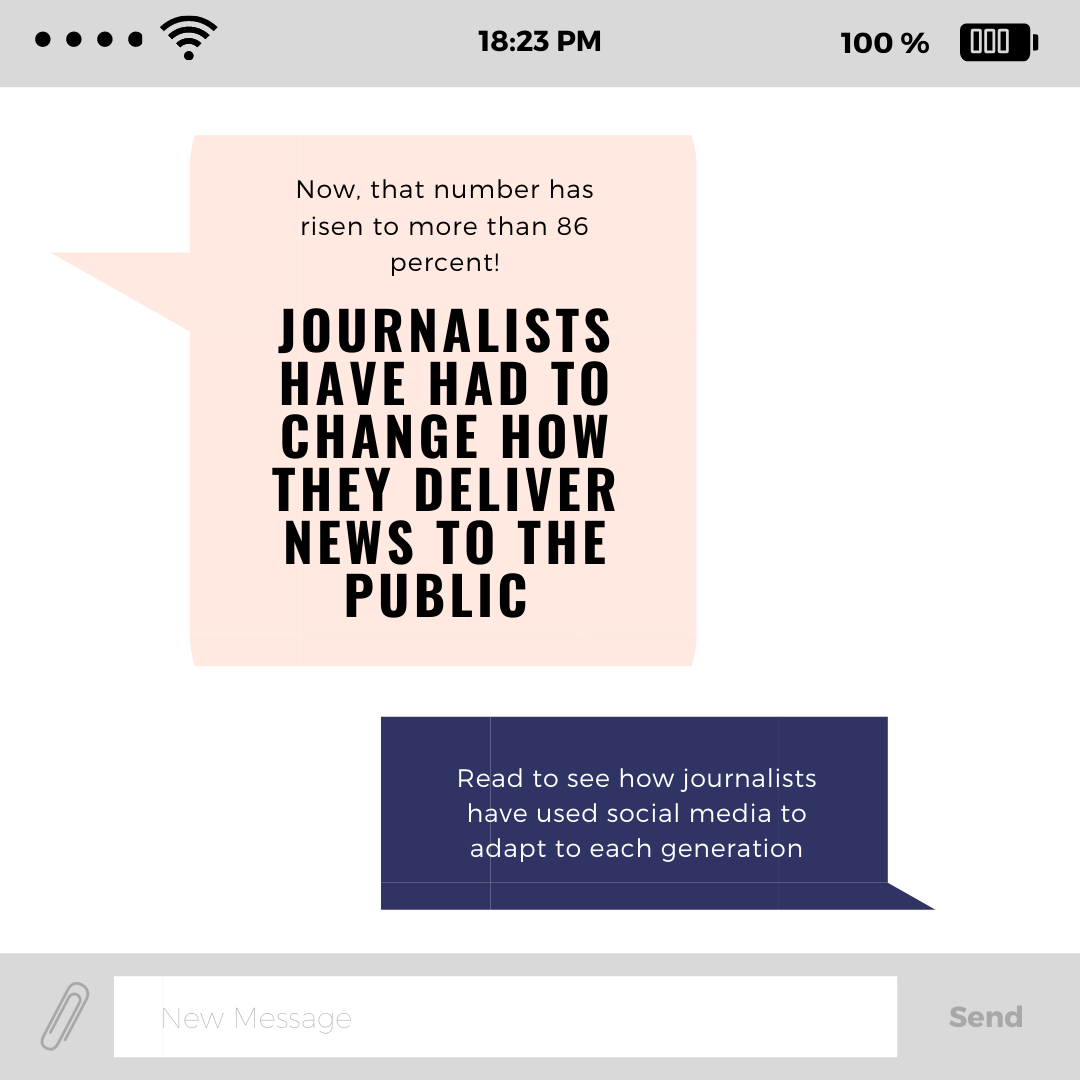 18:23 PM
100 %
Now, that number has
risen to more than 86
percent!
JOURNALISTS
HAVE HAD TO
CHANGE HOW
THEY DELIVER
NEWS TO THE
PUBLIC
Read to see how journalists
have used social media to
adapt to each generation
New Message
Send